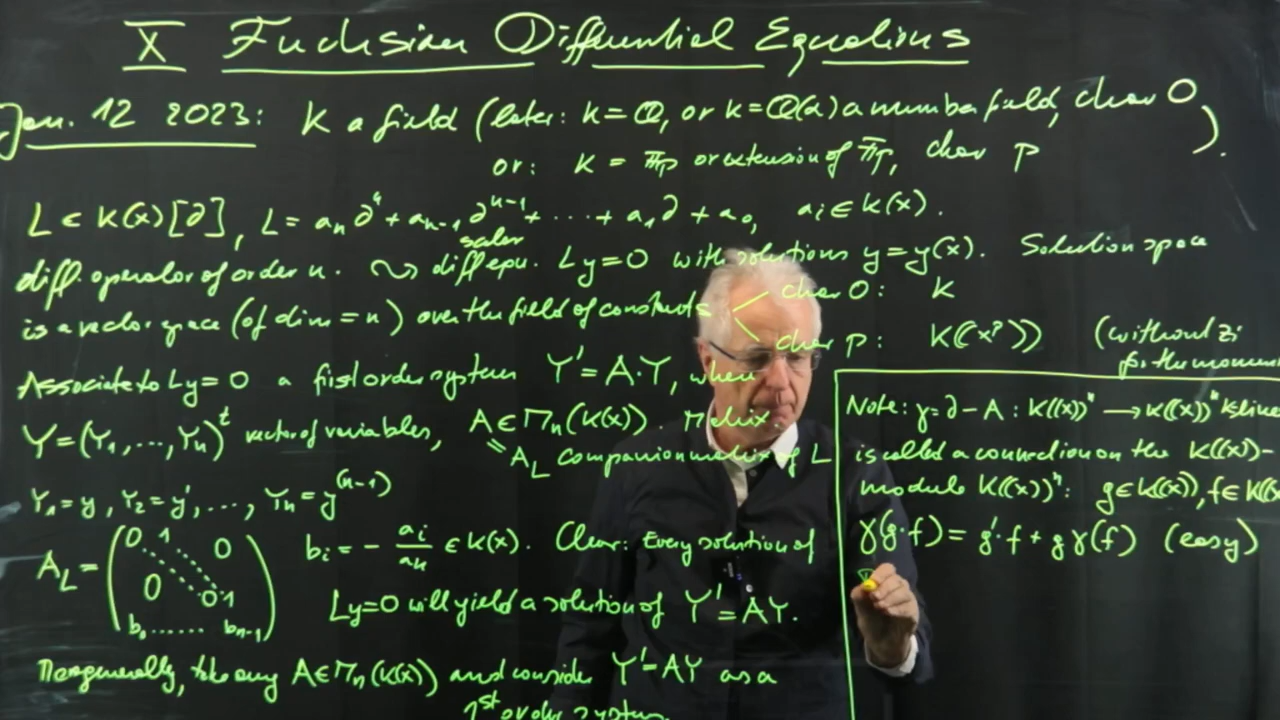 X Fuchsian Differential Equations
Jan. 12 2023: K a field (later: K = ℚ, or K = ℚ(α) a number field, char 0,
or: K = 𝔽p or extension of 𝔽p, char p ).
L ∈ K(x)[∂], L = aₙ∂ⁿ + aₙ₋₁∂ⁿ⁻¹ + ... + a₁∂ + a₀, aᵢ ∈ K(x).
scalar
diff. operator of order n. ⤳ diff. equ. Ly=0 with solutions y=y(x). Solution space
is a vector space (of dim = n) over the field of constants char 0: K
char p: K((xᵖ)) (without zᵢ
for the moment
Associate to Ly=0 a first order system Y' = A·Y, where
Y = (Y₁, ..., Yₙ)ᵗ vector of variables, A ∈ Mₙ(K(x)) Matrix.
= A_L companion matrix of L
Y₁ = y, Y₂ = y', ..., Yₙ = y⁽ⁿ⁻¹⁾
A_L = ( 0 1 0 0 0 1 b₀ ...... bₙ₋₁ ) bᵢ = - aᵢ/aₙ ∈ K(x). Clear: Every solution of
Ly=0 will yield a solution of Y' = AY.
More generally, take any A ∈ Mₙ(K(x)) and consider Y' = AY as a
1st order system.
Note: γ = ∂ - A : K((x))ⁿ → K((x))ⁿ K-linear
is called a connection on the K((x))-
module K((x))ⁿ: g ∈ K((x)), f ∈ K((x
γ(g·f) = g'·f + g γ(f) (easy)